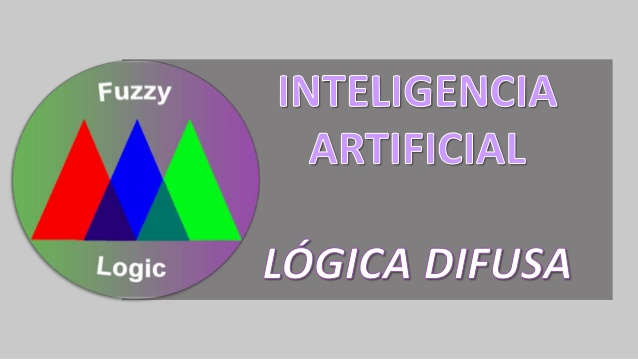 Fuzzy
Logic
INTELIGENCIA
ARTIFICIAL
LÓGICA DIFUSA